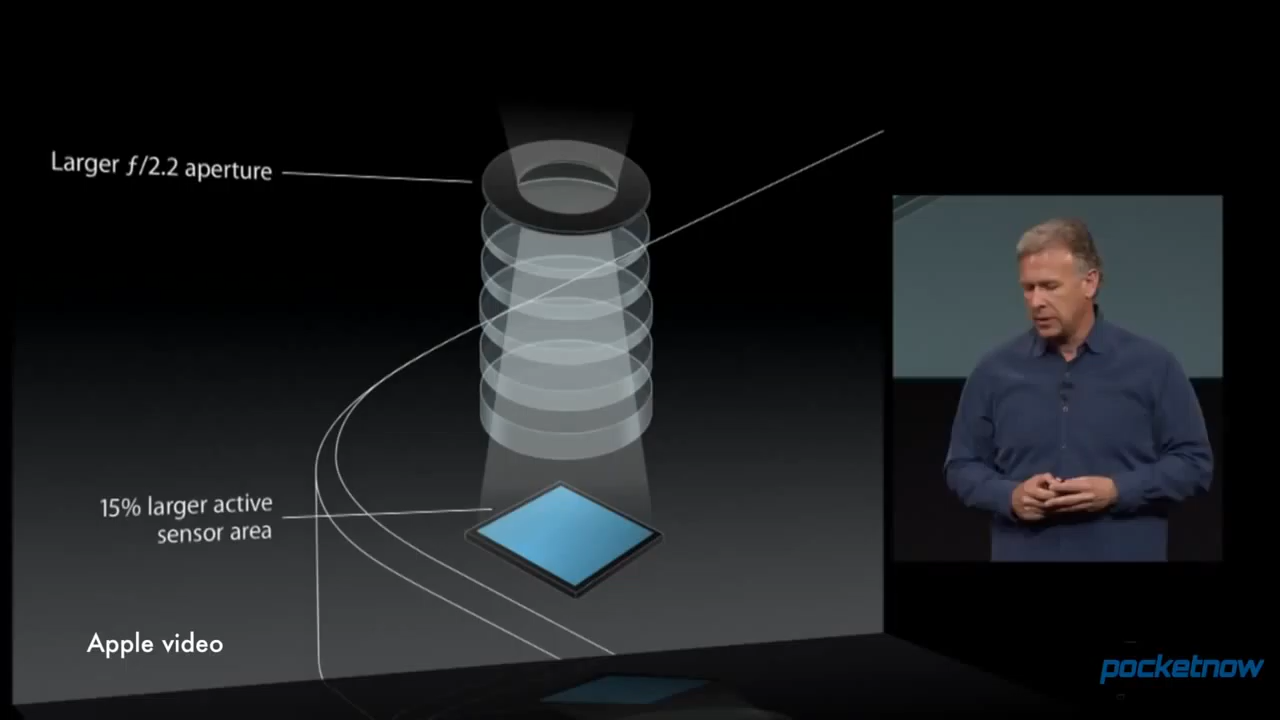 Larger ƒ/2.2 aperture
15% larger active
sensor area
Apple video
pocketnow